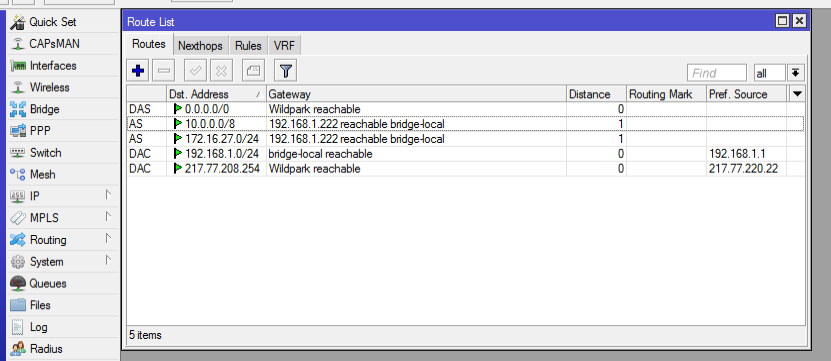 Quick Set
CAPsMAN
Interfaces
Wireless
Bridge
PPP
Switch
Mesh
IP
MPLS
Routing
System
Queues
Files
Log
Radius
Route List
Routes Nexthops Rules VRF
Find all
Dst. Address / Gateway Distance Routing Mark Pref. Source
DAS 0.0.0.0/0 Wildpark reachable 0
AS 10.0.0.0/8 192.168.1.222 reachable bridge-local 1
AS 172.16.27.0/24 192.168.1.222 reachable bridge-local 1
DAC 192.168.1.0/24 bridge-local reachable 0 192.168.1.1
DAC 217.77.208.254 Wildpark reachable 0 217.77.220.22
5 items